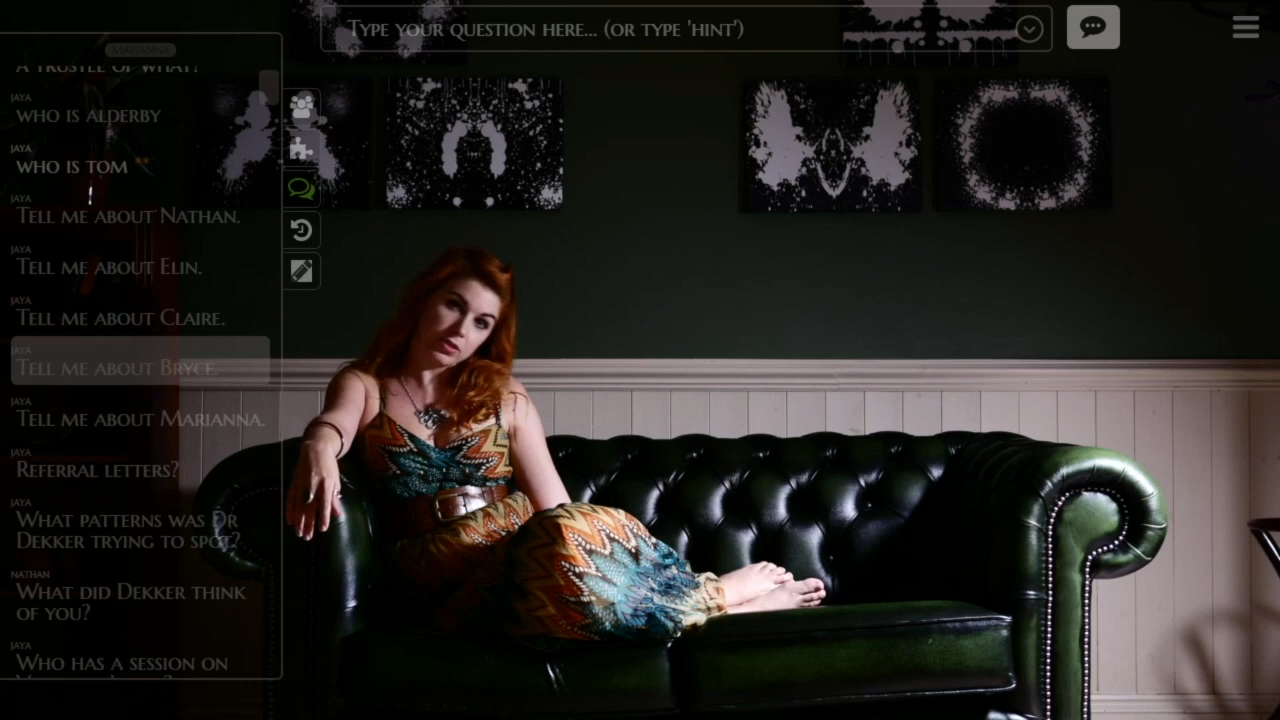 Type your question here... (or type 'hint')
MARIANNA
A TRUSTEE OF WHAT?
JAYA
WHO IS ALDERBY
JAYA
WHO IS TOM
JAYA
Tell me about Nathan.
JAYA
Tell me about Elin.
JAYA
Tell me about Claire.
JAYA
Tell me about Bryce.
JAYA
Tell me about Marianna.
JAYA
Referral letters?
JAYA
What patterns was Dr
Dekker trying to spot?
NATHAN
What did Dekker think
of you?
JAYA
Who has a session on